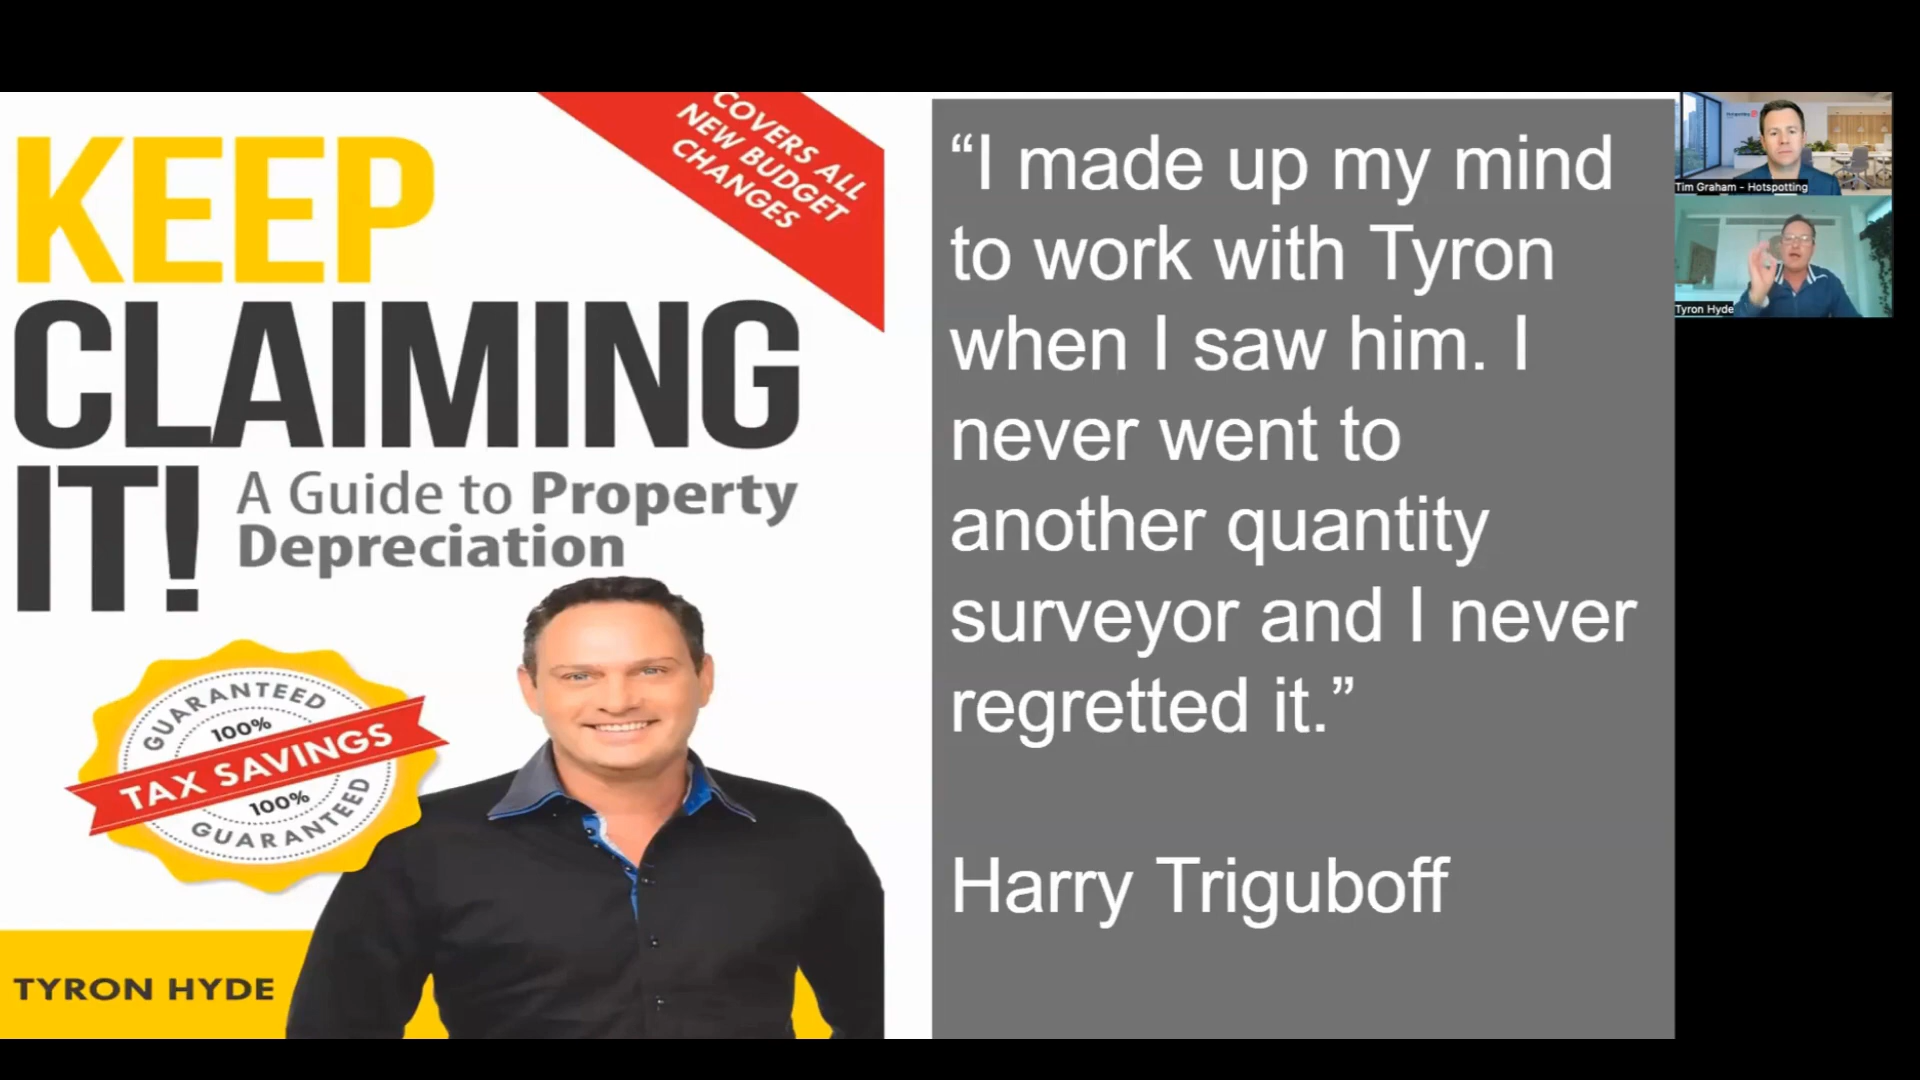 KEEP
CLAIMING
IT!
A Guide to Property
Depreciation
COVERS ALL
NEW BUDGET
CHANGES
GUARANTEED
100%
TAX SAVINGS
100%
GUARANTEED
TYRON HYDE
“I made up my mind
to work with Tyron
when I saw him. I
never went to
another quantity
surveyor and I never
regretted it.”
Harry Triguboff
Tim Graham - Hotspotting
Tyron Hyde